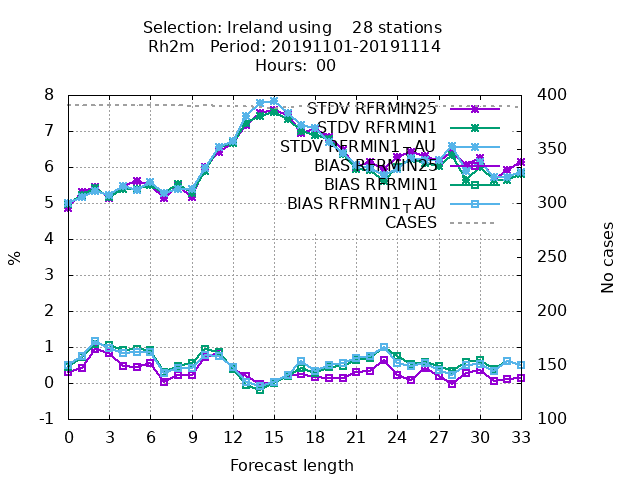 Selection: Ireland using 28 stations
Rh2m Period: 20191101-20191114
Hours: 00
8 400
STDV RFRMIN25
STDV RFRMIN1
7
STDV RFRMIN1_AU
350
BIAS RFRMIN25
6
BIAS RFRMIN1
BIAS RFRMIN1_AU
5 300
CASES
4
% 250 No cases
3
2 200
1
150
0
-1 100
0 3 6 9 12 15 18 21 24 27 30 33
Forecast length